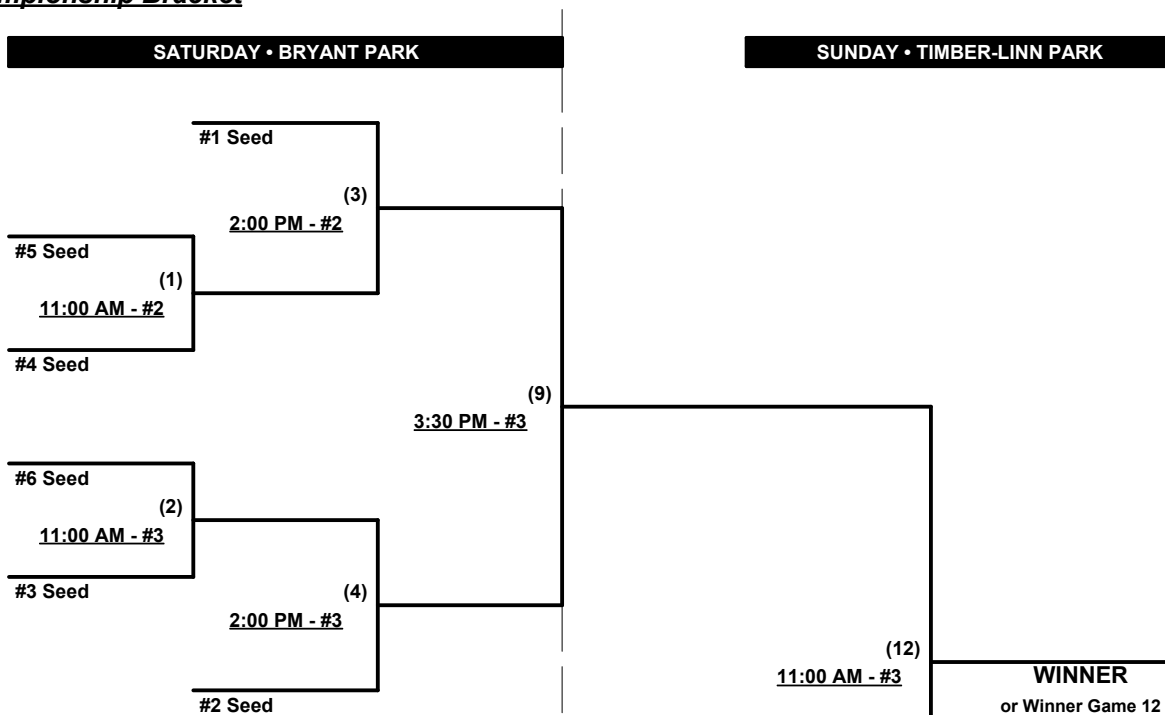 SATURDAY • BRYANT PARK
SUNDAY • TIMBER-LINN PARK
#1 Seed
(3)
2:00 PM - #2
#5 Seed
(1)
11:00 AM - #2
#4 Seed
(9)
3:30 PM - #3
#6 Seed
(2)
11:00 AM - #3
#3 Seed
(4)
2:00 PM - #3
#2 Seed
(12)
11:00 AM - #3
WINNER
or Winner Game 12